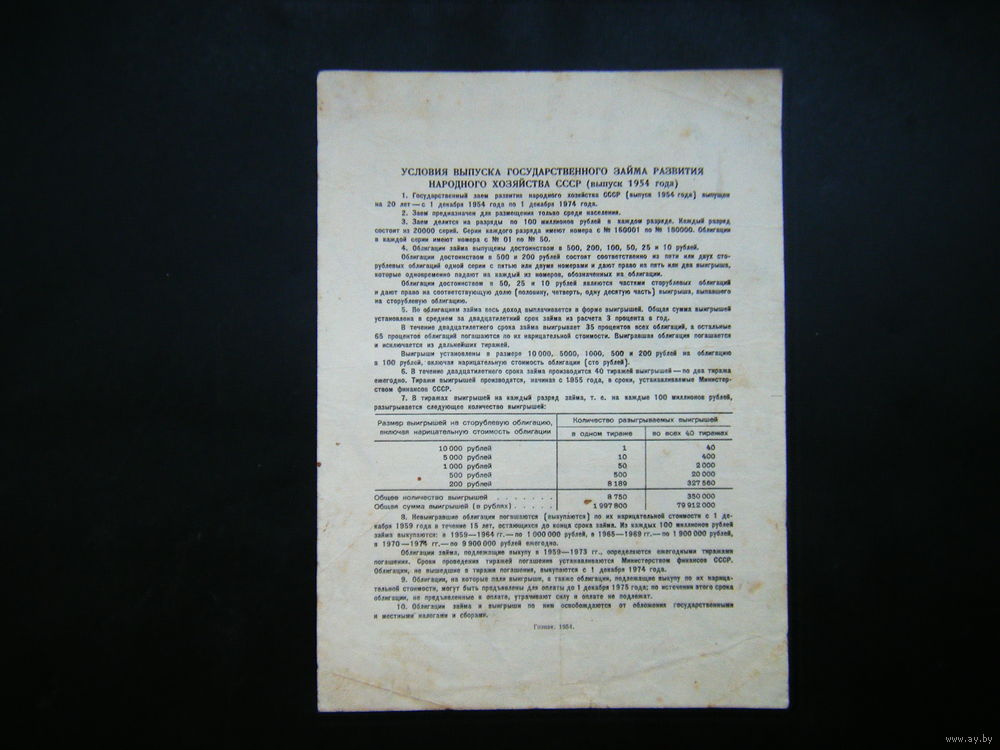 УСЛОВИЯ ВЫПУСКА ГОСУДАРСТВЕННОГО ЗАЙМА РАЗВИТИЯ
НАРОДНОГО ХОЗЯЙСТВА СССР (выпуск 1954 года)
1. Государственный заем развития народного хозяйства СССР (выпуск 1954 года) выпущен
на 20 лет — с 1 декабря 1954 года по 1 декабря 1974 года.
2. Заем предназначен для размещения только среди населения.
3. Заем делится на разряды по 100 миллионов рублей в каждом разряде. Каждый разряд
состоит из 20000 серий. Серии каждого разряда имеют номера с № 160001 по № 180000. Облигации
в каждой серии имеют номера с № 01 по № 50.
4. Облигации займа выпущены достоинством в 500, 200, 100, 50, 25 и 10 рублей.
Облигации достоинством в 500 и 200 рублей состоят соответственно из пяти или двух сто-
рублевых облигаций одной серии с пятью или двумя номерами и дают право на пять или два выигрыша,
которые одновременно падают на каждый из номеров, обозначенных на облигации.
Облигации достоинством в 50, 25 и 10 рублей являются частями сторублевых облигаций
и дают право на соответствующую долю (половину, четверть, одну десятую часть) выигрыша, выпавшего
на сторублевую облигацию.
5. По облигациям займа весь доход выплачивается в форме выигрышей. Общая сумма выигрышей
установлена в среднем за двадцатилетний срок займа из расчета 3 процента в год.
В течение двадцатилетнего срока займа выигрывает 35 процентов всех облигаций, а остальные
65 процентов облигаций погашаются по их нарицательной стоимости. Выигравшая облигация погашается
и исключается из дальнейших тиражей.
Выигрыши установлены в размере 10 000, 5000, 1000, 500 и 200 рублей на облигацию
в 100 рублей, включая нарицательную стоимость облигации (сто рублей).
6. В течение двадцатилетнего срока займа производится 40 тиражей выигрышей — по два тиража
ежегодно. Тиражи выигрышей производятся, начиная с 1955 года, в сроки, устанавливаемые Министер-
ством финансов СССР.
7. В тиражах выигрышей на каждый разряд займа, т. е. на каждые 100 миллионов рублей,
разыгрывается следующее количество выигрышей:
Размер выигрышей на сторублевую облигацию, Количество разыгрываемых выигрышей
включая нарицательную стоимость облигации в одном тираже во всех 40 тиражах
10 000 рублей 1 40
5 000 рублей 10 400
1 000 рублей 50 2 000
500 рублей 500 20 000
200 рублей 8 189 327 560
Общее количество выигрышей . . . . . . . 8 750 350 000
Общая сумма выигрышей (в рублях) . . . . . 1 997 800 79 912 000
8. Невыигравшие облигации погашаются (выкупаются) по их нарицательной стоимости с 1 де-
кабря 1959 года в течение 15 лет, остающихся до конца срока займа. Из каждых 100 миллионов рублей
займа выкупаются: в 1959—1964 гг. — по 1 000 000 рублей, в 1965—1969 гг. — по 1 900 000 рублей,
в 1970—1974 гг. — по 9 900 000 рублей ежегодно.
Облигации займа, подлежащие выкупу в 1959—1973 гг., определяются ежегодными тиражами
погашения. Сроки проведения тиражей погашения устанавливаются Министерством финансов СССР.
Облигации, не вышедшие в тиражи погашения, выкупаются с 1 декабря 1974 года.
9. Облигации, на которые пали выигрыши, а также облигации, подлежащие выкупу по их нарица-
тельной стоимости, могут быть предъявлены для оплаты до 1 декабря 1975 года; по истечении этого срока
облигации, не предъявленные к оплате, утрачивают силу и оплате не подлежат.
10. Облигации займа и выигрыши по ним освобождаются от обложения государственными
и местными налогами и сборами.
Гознак. 1954.
www.ay.by